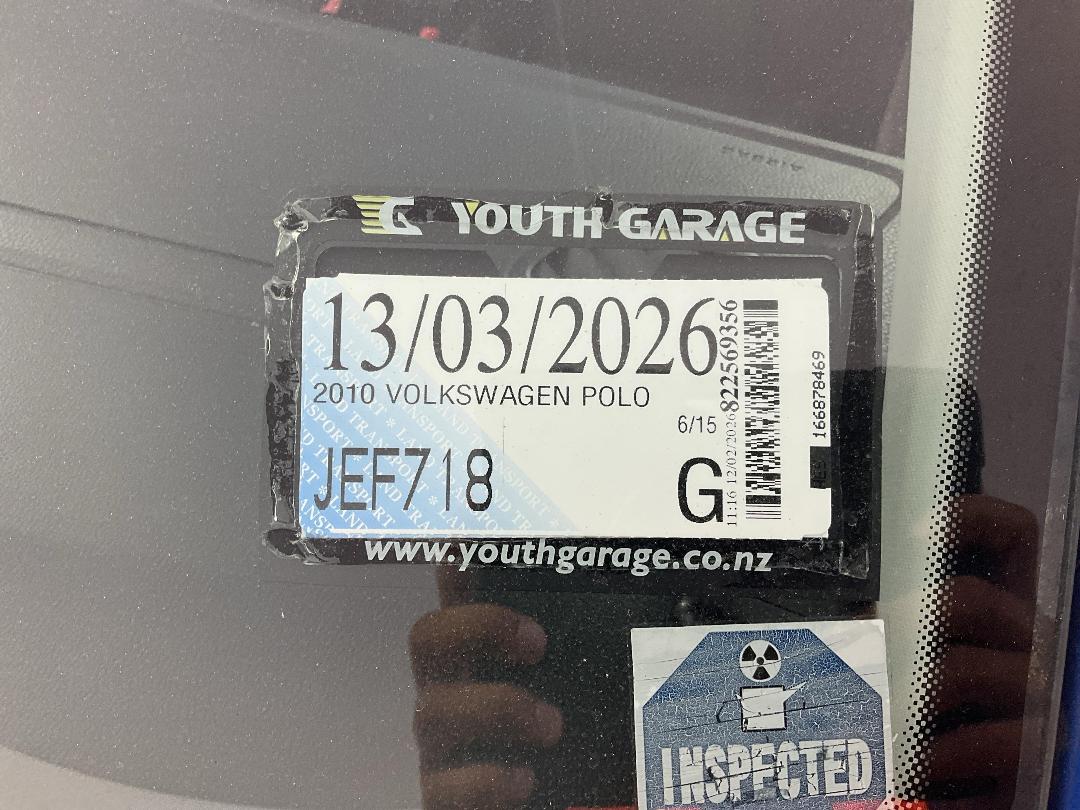 AIRBAG
G YOUTH GARAGE
13/03/2026
2010 VOLKSWAGEN POLO
6/15
JEF718
G
11:16 12/02/2026 822569356
166878469
www.youthgarage.co.nz
INSPECTED